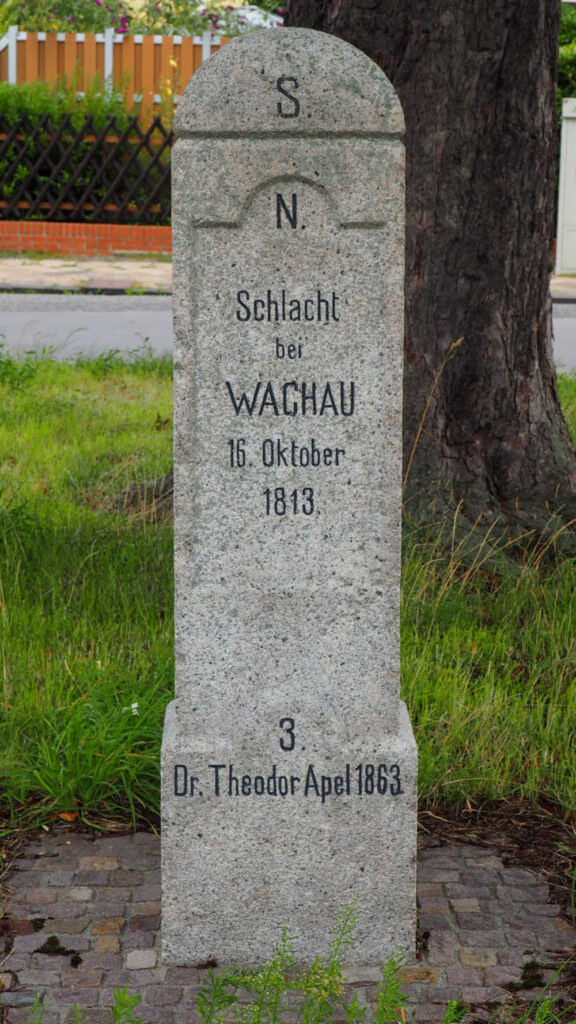 S.
N.
Schlacht
bei
WACHAU
16. Oktober
1813.
3.
Dr. Theodor Apel 1863.